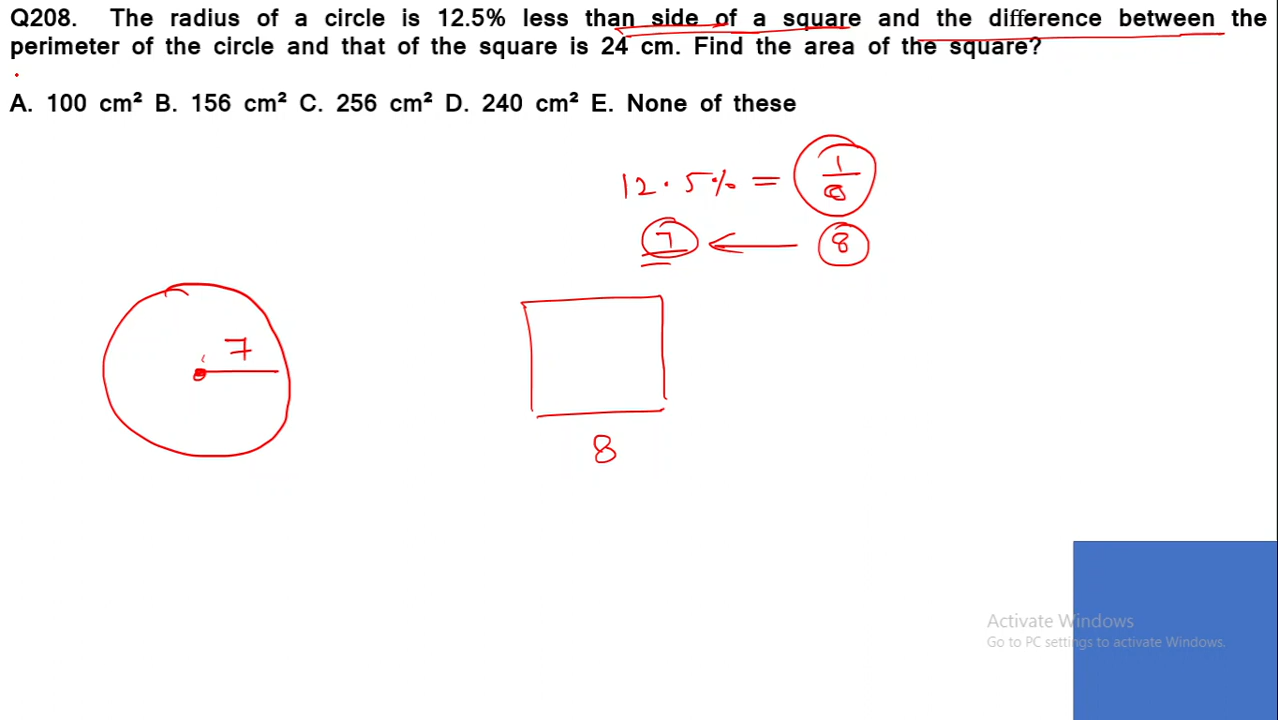 Q208. The radius of a circle is 12.5% less than side of a square and the difference between the
perimeter of the circle and that of the square is 24 cm. Find the area of the square?
A. 100 cm² B. 156 cm² C. 256 cm² D. 240 cm² E. None of these
12.5% = 1/8
7 ← 8
7
8
Activate Windows
Go to PC settings to activate Windows.